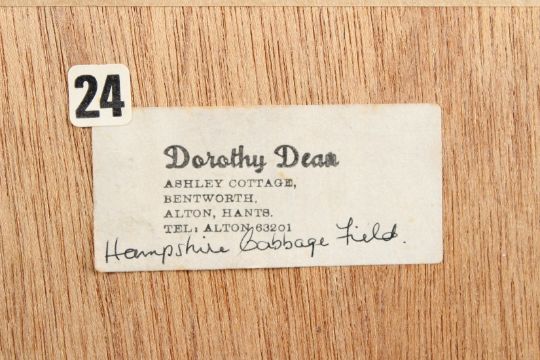 24
Dorothy Dean
ASHLEY COTTAGE,
BENTWORTH,
ALTON, HANTS.
TEL: ALTON 63201
Hampshire Cabbage Field.